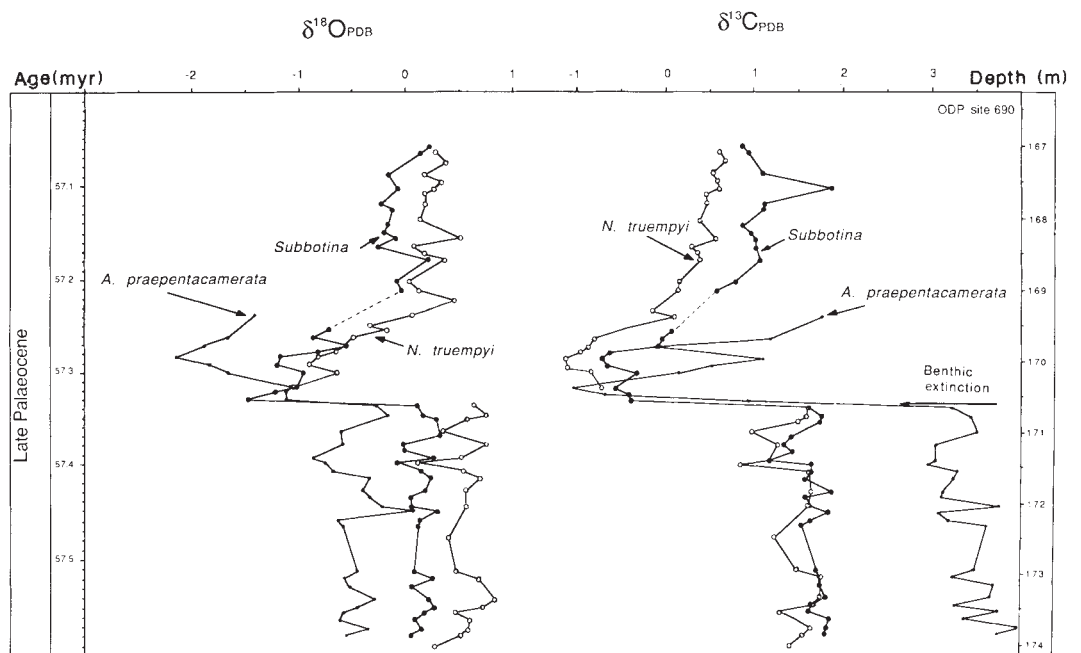 δ18OPDB δ13CPDB
Age(myr) -2 -1 0 1 -1 0 1 2 3 Depth (m)
ODP site 690
167
57.1
168
N. truempyi
Subbotina
Subbotina
A. praepentacamerata
57.2
169
A. praepentacamerata
N. truempyi
170
57.3
Benthic
extinction
171
57.4
172
57.5
173
174
Late Palaeocene